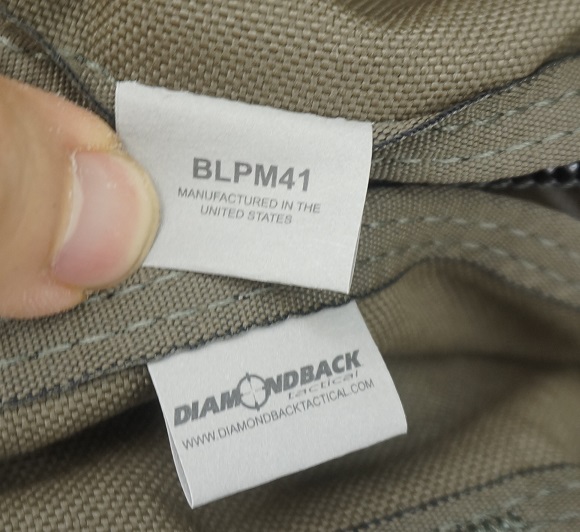 BLPM41
MANUFACTURED IN THE
UNITED STATES
DIAMONDBACK
tactical
WWW.DIAMONDBACKTACTICAL.COM